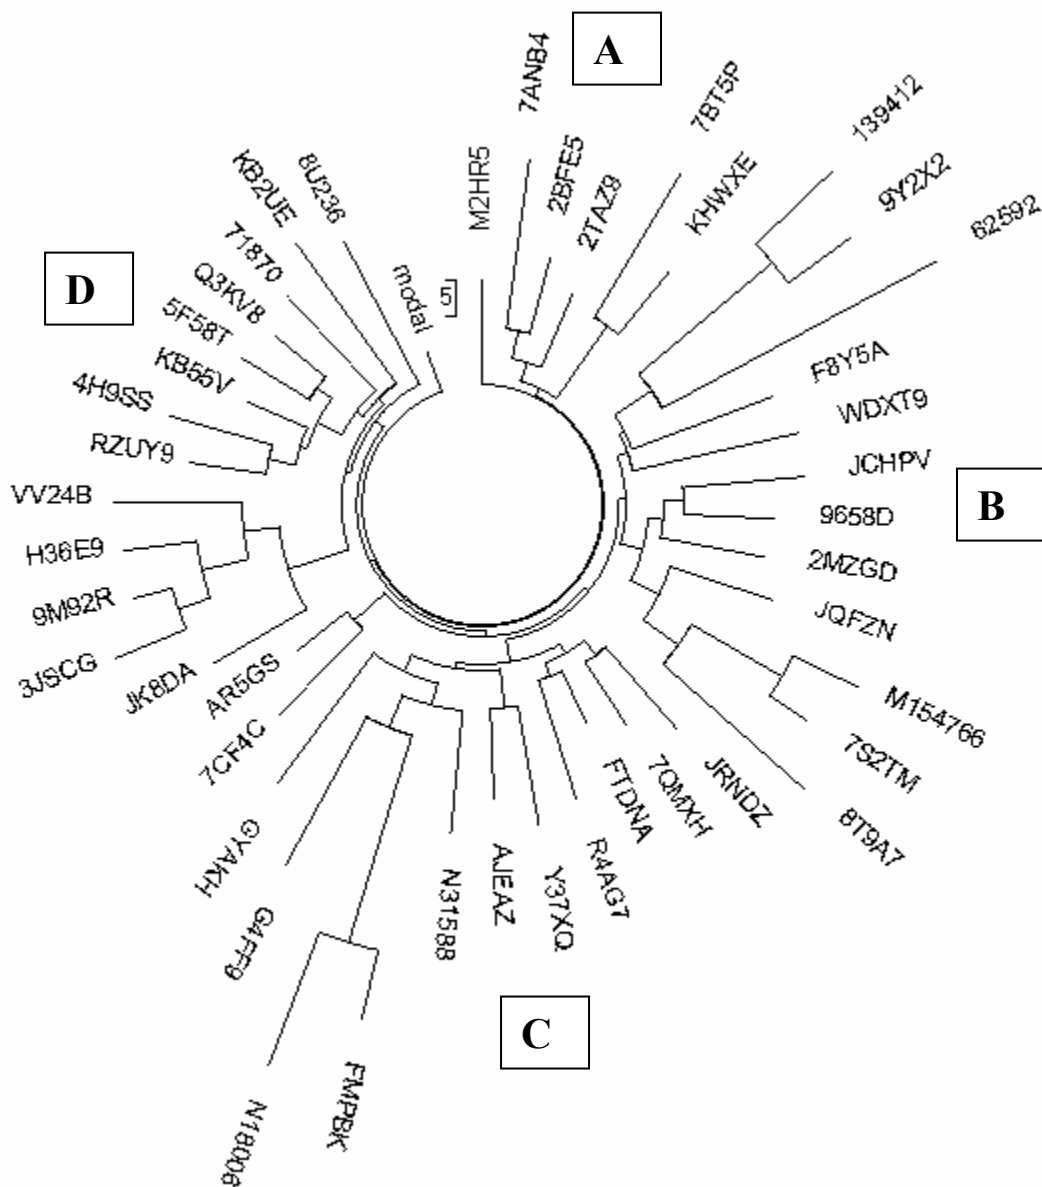 A
7ANB4
M2HR5
2BFE5
2TAZ9
7BT5P
KHWXE
139412
9Y2X2
62592
F8Y5A
WDXT9
B
JCHPV
9658D
2MZGD
JQFZN
M154766
7S2TM
8T9A7
JRNDZ
7QMXH
FTDNA
R4AG7
Y37XQ
AJEAZ
N31588
C
FMPBK
N18006
G4FF9
GYAKH
7CF4C
AR5GS
JK8DA
3JSCG
9M92R
H36E9
VV24B
RZUY9
4H9SS
KB55V
5F58T
Q3KV8
D
71870
KB2UE
8U236
modal
5